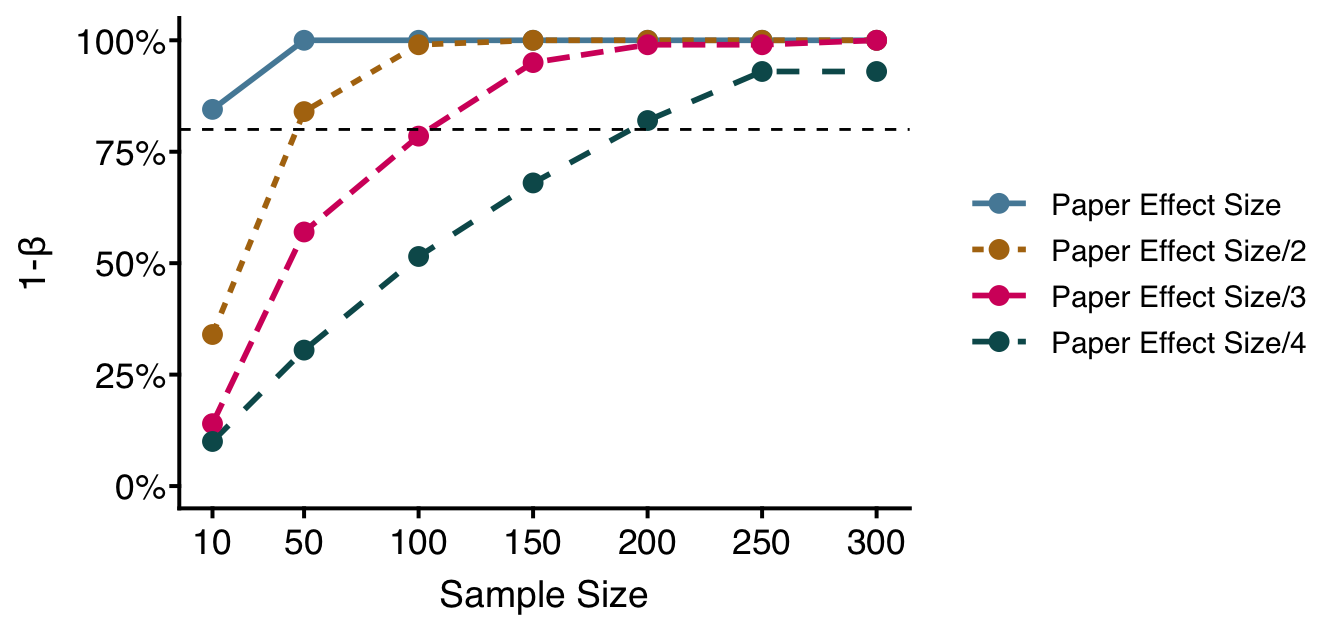 100%
75%
50%
25%
0%
1-β
10 50 100 150 200 250 300
Sample Size
Paper Effect Size
Paper Effect Size/2
Paper Effect Size/3
Paper Effect Size/4